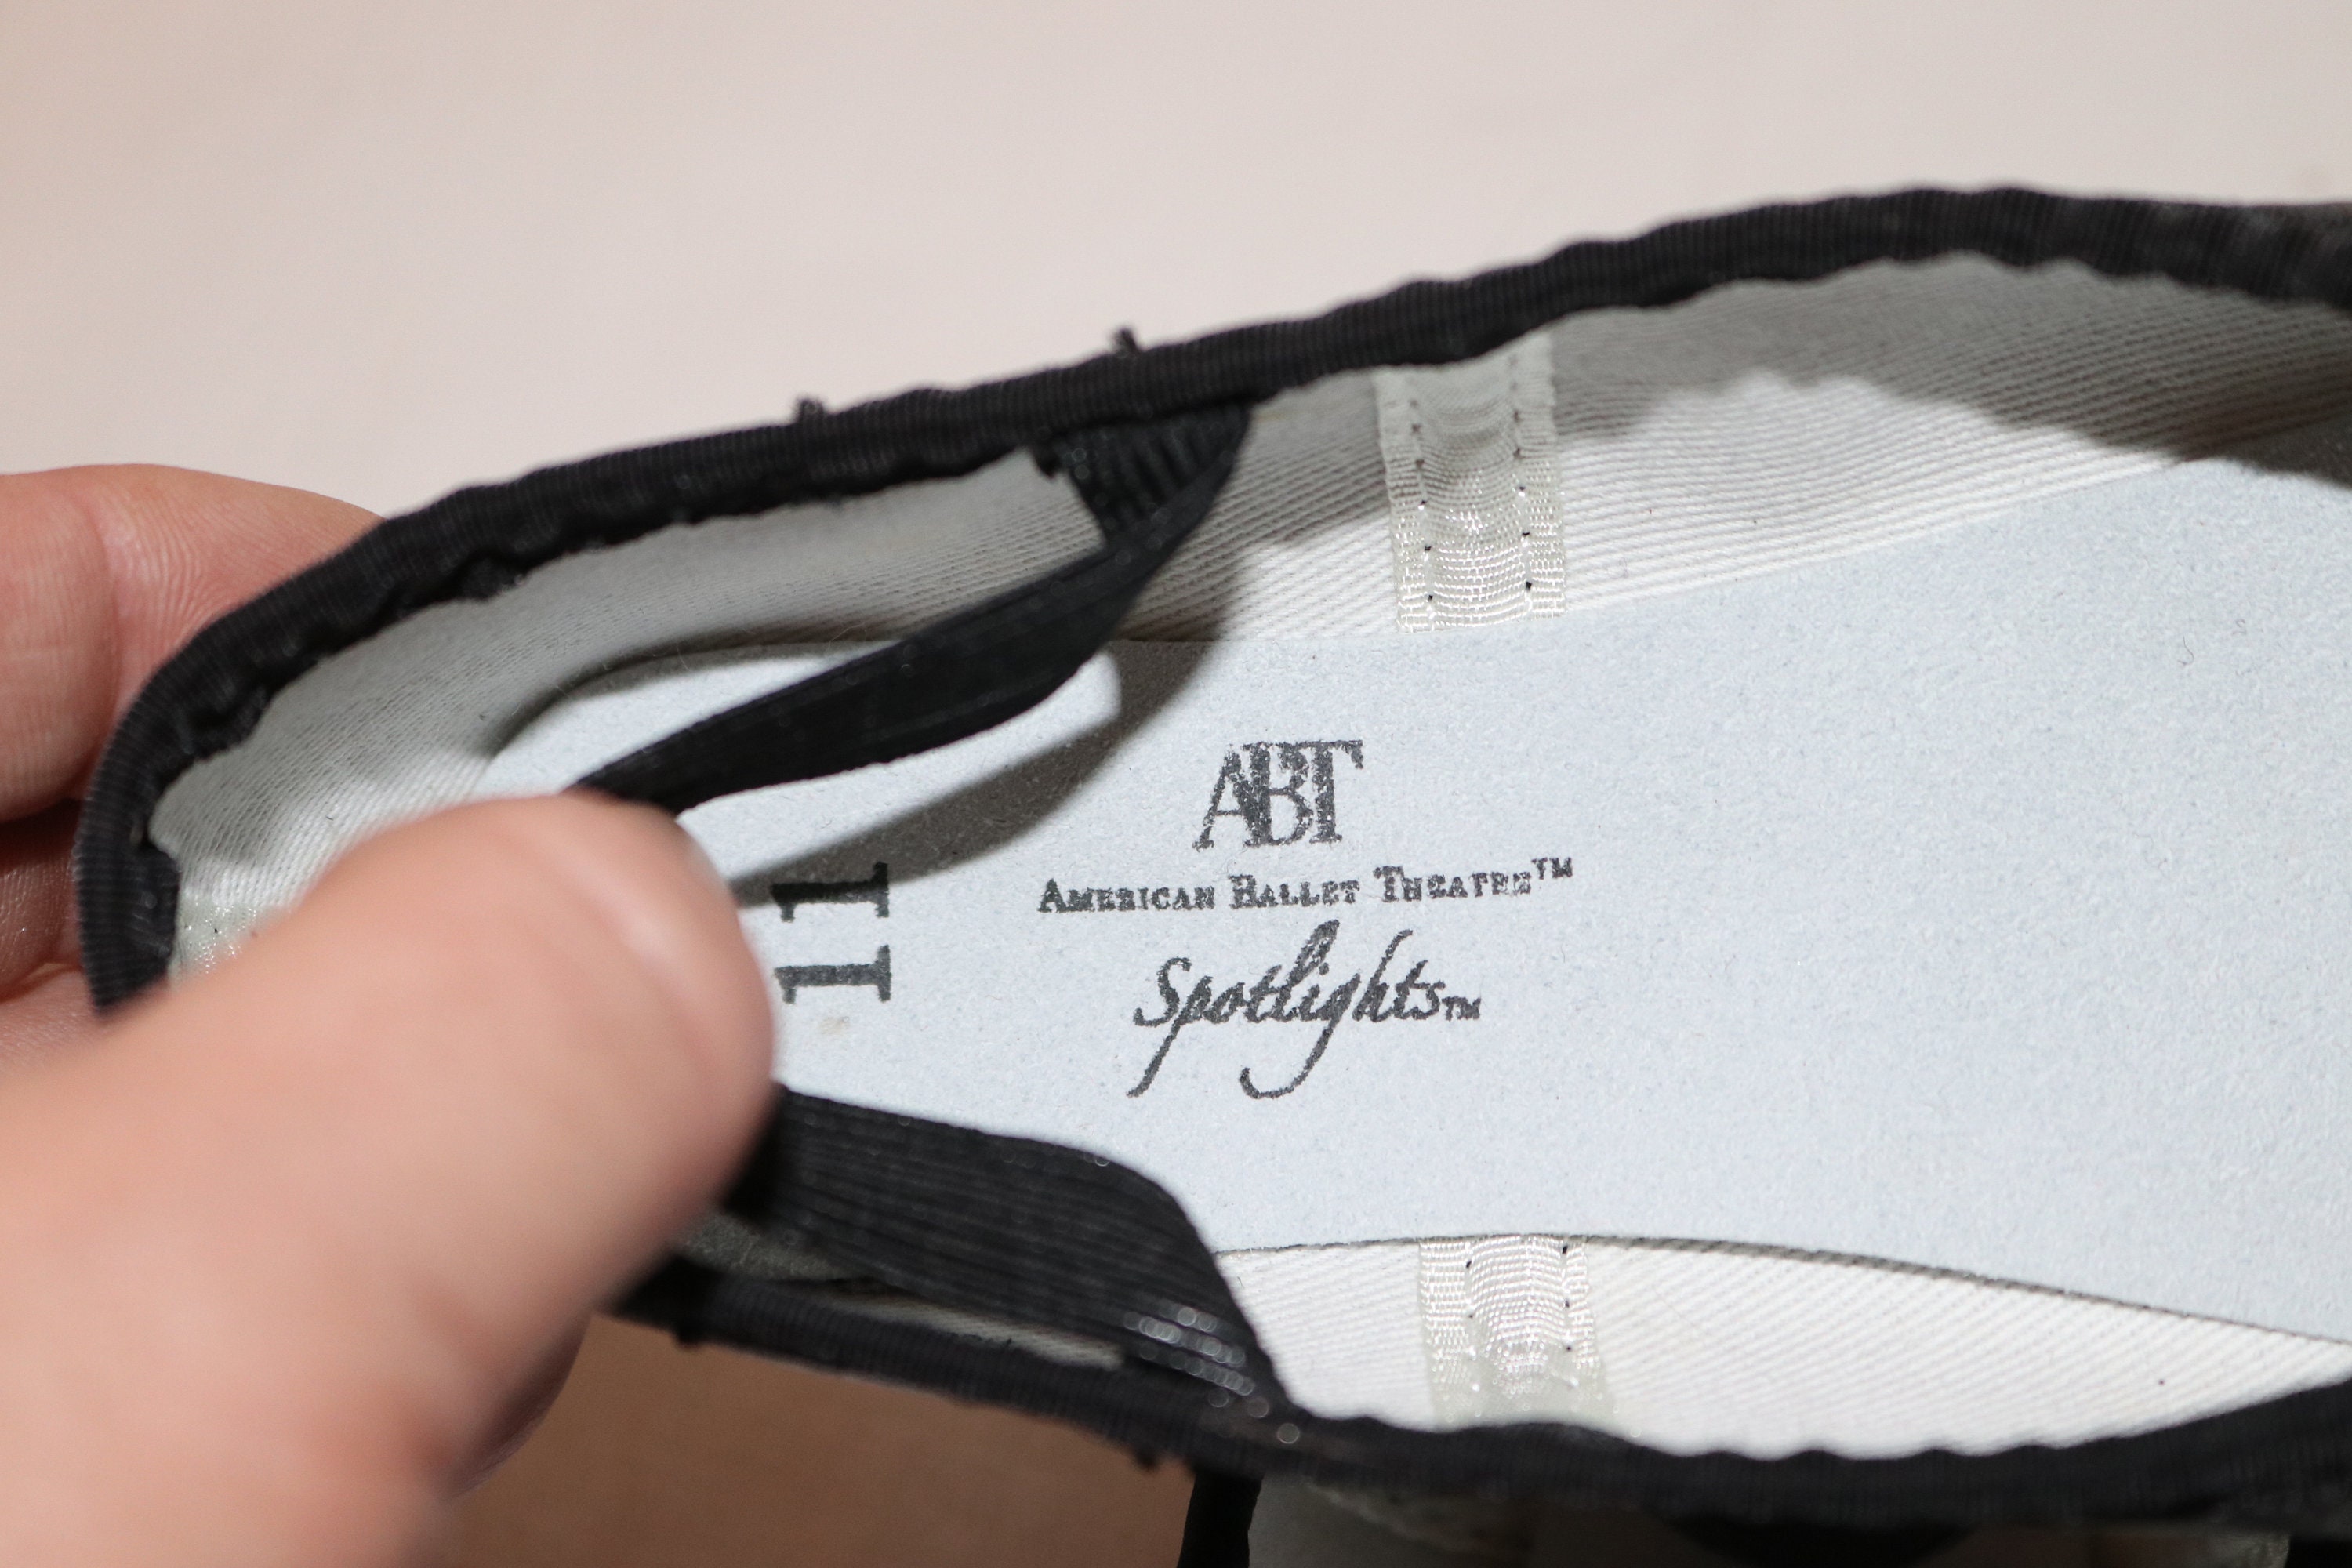 ABT
AMERICAN BALLET THEATRE™
Spotlights™
11